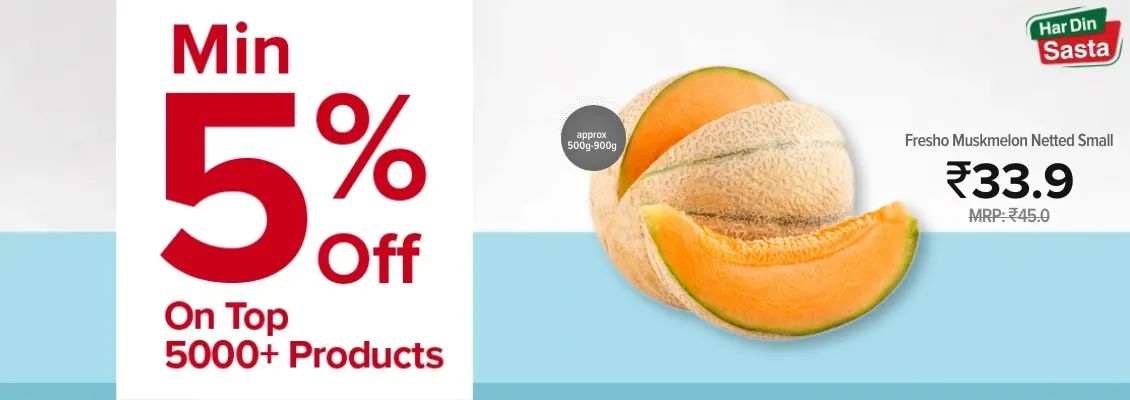 Min
5%
Off
On Top
5000+ Products
approx
500g-900g
Har Din
Sasta
Fresho Muskmelon Netted Small
₹33.9
MRP: ₹45.0